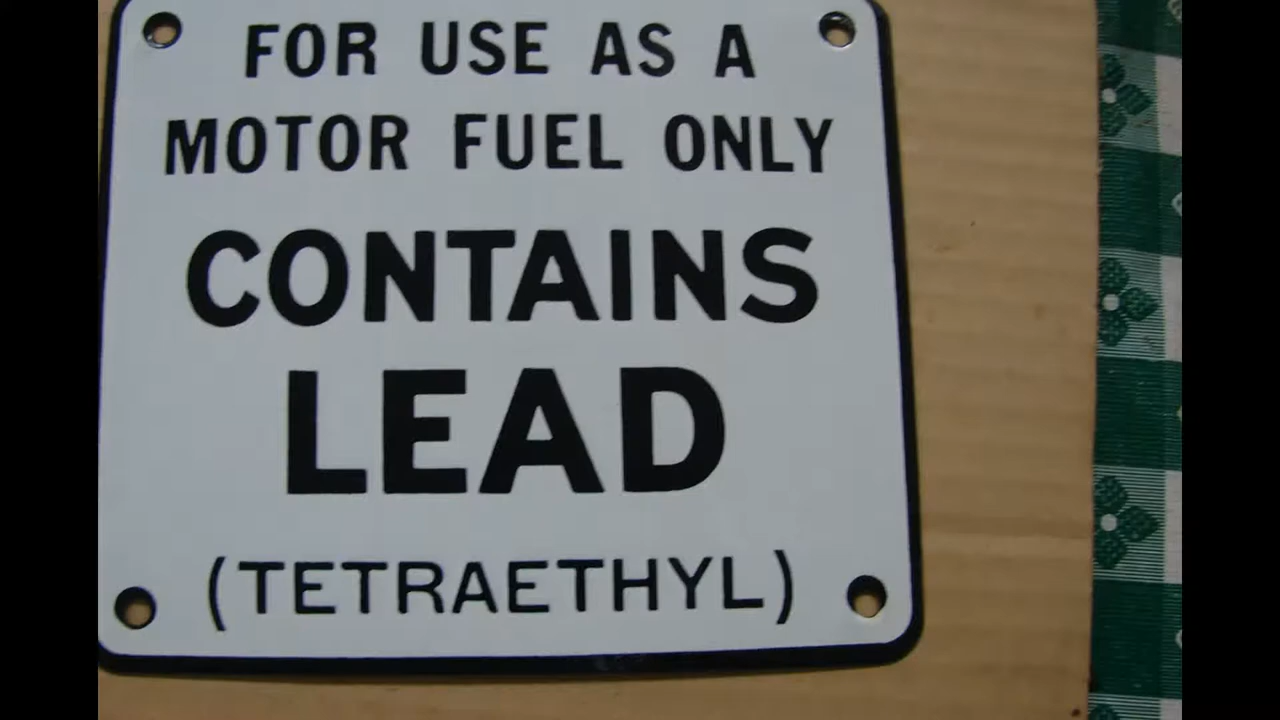 FOR USE AS A
MOTOR FUEL ONLY
CONTAINS
LEAD
(TETRAETHYL)